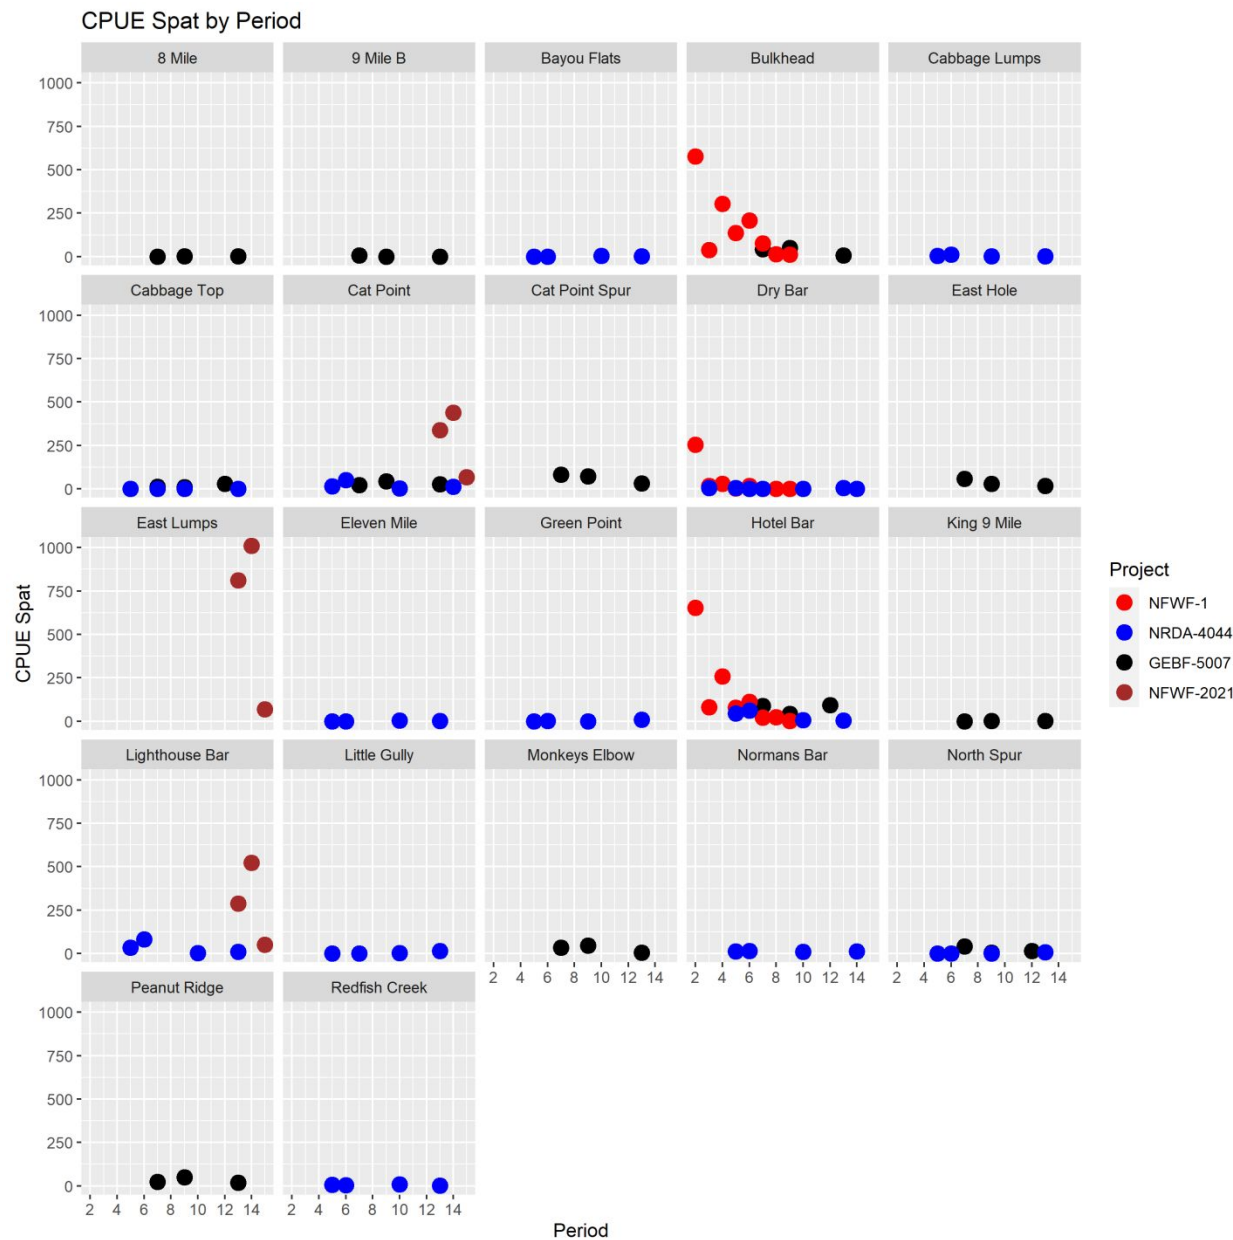 CPUE Spat by Period
8 Mile 9 Mile B Bayou Flats Bulkhead Cabbage Lumps
1000
750
500
250
0
Cabbage Top Cat Point Cat Point Spur Dry Bar East Hole
1000
750
500
250
0
East Lumps Eleven Mile Green Point Hotel Bar King 9 Mile
1000
750
500
250
0
CPUE Spat
Project
NFWF-1
NRDA-4044
GEBF-5007
NFWF-2021
Lighthouse Bar Little Gully Monkeys Elbow Normans Bar North Spur
1000
750
500
250
0
2 4 6 8 10 12 14 2 4 6 8 10 12 14 2 4 6 8 10 12 14
Peanut Ridge Redfish Creek
1000
750
500
250
0
2 4 6 8 10 12 14 2 4 6 8 10 12 14
Period